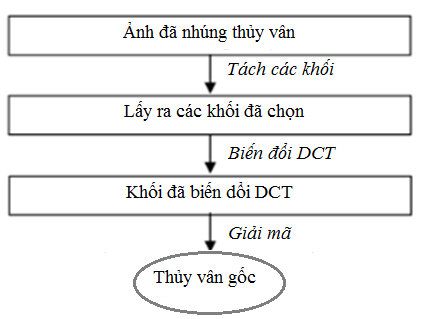 Ảnh đã nhúng thủy vân
Tách các khối
Lấy ra các khối đã chọn
Biến đổi DCT
Khối đã biến dổi DCT
Giải mã
Thủy vân gốc